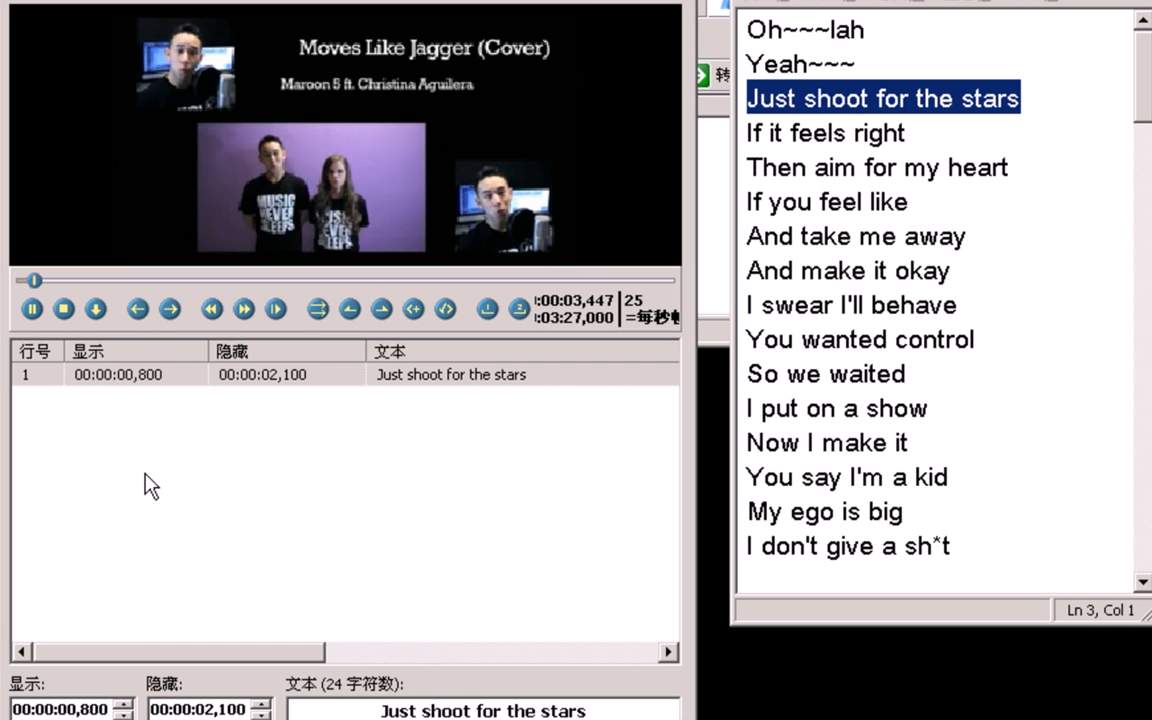 Moves Like Jagger (Cover)
Maroon 5 ft. Christina Aguilera
MUSIC NEVER SLEEPS
:00:03,447
25
:03:27,000
=每秒
行号 显示 隐藏 文本
1 00:00:00,800 00:00:02,100 Just shoot for the stars
显示: 隐藏: 文本 (24 字符数):
00:00:00,800 00:00:02,100 Just shoot for the stars
转
Oh~~~lah
Yeah~~~
Just shoot for the stars
If it feels right
Then aim for my heart
If you feel like
And take me away
And make it okay
I swear I'll behave
You wanted control
So we waited
I put on a show
Now I make it
You say I'm a kid
My ego is big
I don't give a sh*t
Ln 3, Col 1